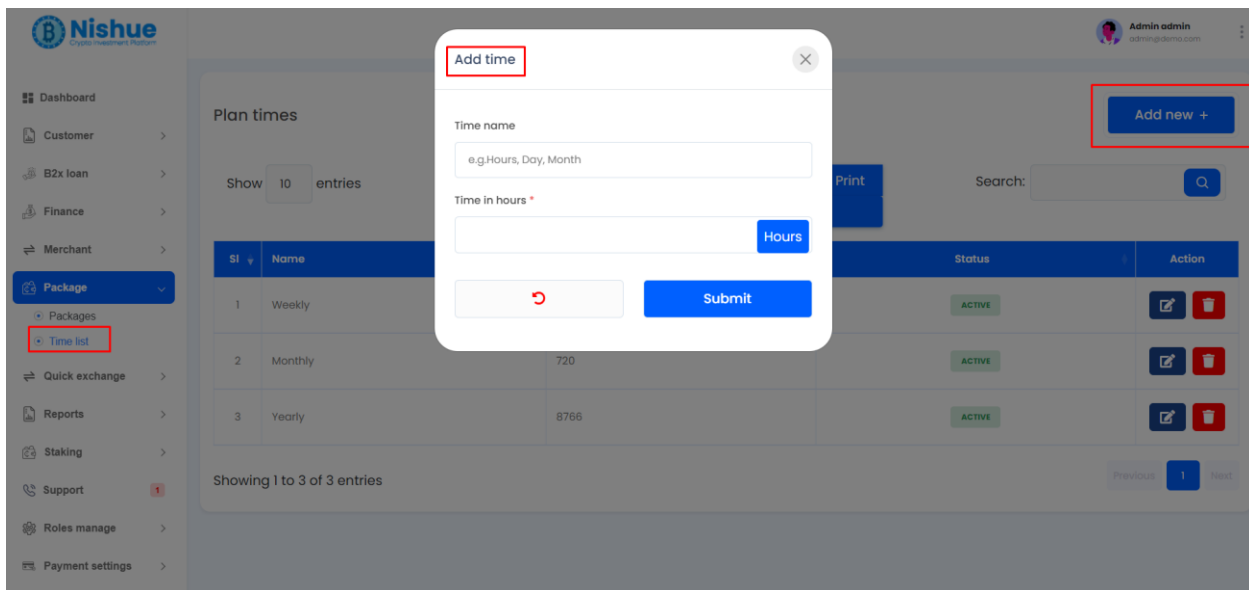 Nishue
Crypto Investment Platform
Admin admin
admin@demo.com
Dashboard
Customer
B2x loan
Finance
Merchant
Package
Packages
Time list
Quick exchange
Reports
Staking
Support 1
Roles manage
Payment settings
Plan times
Add new +
Show 10 entries
Print
Search:
Sl Name Status Action
1 Weekly ACTIVE
2 Monthly 720 ACTIVE
3 Yearly 8766 ACTIVE
Showing 1 to 3 of 3 entries
Previous 1 Next
Add time
Time name
e.g.Hours, Day, Month
Time in hours *
Hours
Submit